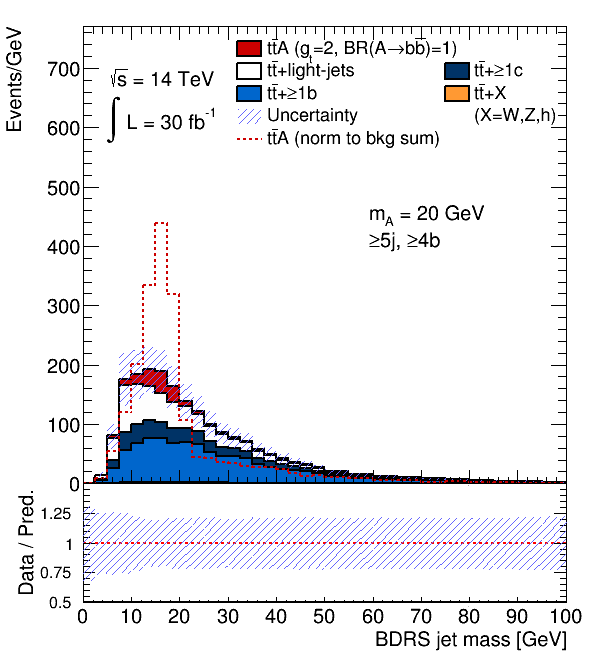 Events/GeV
700
600
500
400
300
200
100
0
√s = 14 TeV
∫ L = 30 fb⁻¹
tt̄A (gₜ=2, BR(A→bb̄)=1)
tt̄+light-jets
tt̄+≥1c
tt̄+≥1b
tt̄+X
Uncertainty
(X=W,Z,h)
tt̄A (norm to bkg sum)
m_A = 20 GeV
≥5j, ≥4b
Data / Pred.
1.25
1
0.75
0.5
0 10 20 30 40 50 60 70 80 90 100
BDRS jet mass [GeV]